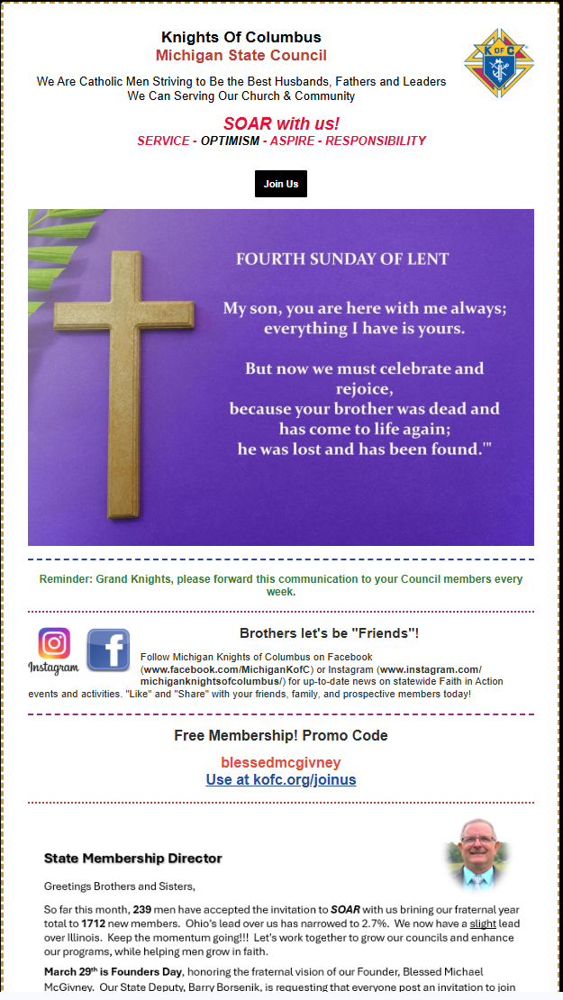 Knights Of Columbus
Michigan State Council
K OF C
We Are Catholic Men Striving to Be the Best Husbands, Fathers and Leaders
We Can Serving Our Church & Community
SOAR with us!
SERVICE - OPTIMISM - ASPIRE - RESPONSIBILITY
Join Us
FOURTH SUNDAY OF LENT
My son, you are here with me always;
everything I have is yours.
But now we must celebrate and
rejoice,
because your brother was dead and
has come to life again;
he was lost and has been found.'"
Reminder: Grand Knights, please forward this communication to your Council members every
week.
Instagram
f
Brothers let's be "Friends"!
Follow Michigan Knights of Columbus on Facebook
(www.facebook.com/MichiganKofC) or Instagram (www.instagram.com/
michiganknightsofcolumbus/) for up-to-date news on statewide Faith in Action
events and activities. "Like" and "Share" with your friends, family, and prospective members today!
Free Membership! Promo Code
blessedmcgivney
Use at kofc.org/joinus
State Membership Director
Greetings Brothers and Sisters,
So far this month, 239 men have accepted the invitation to SOAR with us brining our fraternal year
total to 1712 new members. Ohio's lead over us has narrowed to 2.7%. We now have a slight lead
over Illinois. Keep the momentum going!!! Let's work together to grow our councils and enhance
our programs, while helping men grow in faith.
March 29th is Founders Day, honoring the fraternal vision of our Founder, Blessed Michael
McGivney. Our State Deputy, Barry Borsenik, is requesting that everyone post an invitation to join